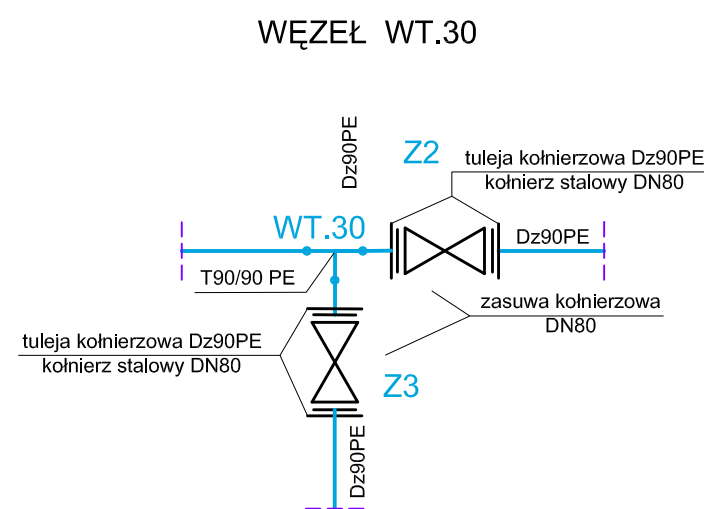 WĘZEŁ WT.30
Dz90PE
Z2
tuleja kołnierzowa Dz90PE
kołnierz stalowy DN80
WT.30
Dz90PE
T90/90 PE
zasuwa kołnierzowa
DN80
tuleja kołnierzowa Dz90PE
kołnierz stalowy DN80
Z3
Dz90PE